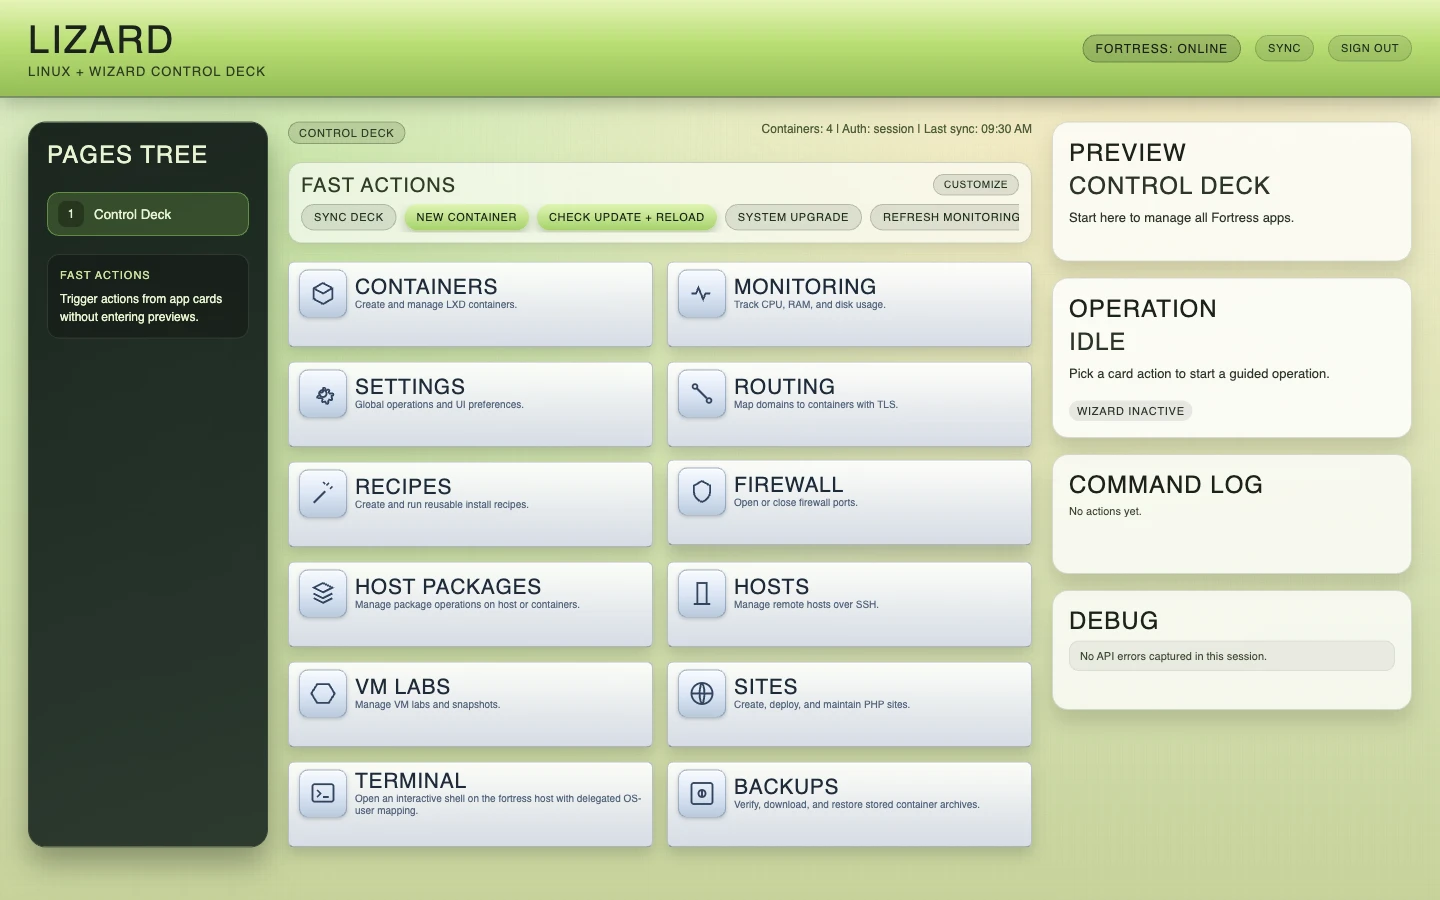 LIZARD
LINUX + WIZARD CONTROL DECK
FORTRESS: ONLINE
SYNC
SIGN OUT
PAGES TREE
1 Control Deck
FAST ACTIONS
Trigger actions from app cards
without entering previews.
CONTROL DECK
Containers: 4 | Auth: session | Last sync: 09:30 AM
FAST ACTIONS
CUSTOMIZE
SYNC DECK
NEW CONTAINER
CHECK UPDATE + RELOAD
SYSTEM UPGRADE
REFRESH MONITORING
CONTAINERS
Create and manage LXD containers.
MONITORING
Track CPU, RAM, and disk usage.
SETTINGS
Global operations and UI preferences.
ROUTING
Map domains to containers with TLS.
RECIPES
Create and run reusable install recipes.
FIREWALL
Open or close firewall ports.
HOST PACKAGES
Manage package operations on host or containers.
HOSTS
Manage remote hosts over SSH.
VM LABS
Manage VM labs and snapshots.
SITES
Create, deploy, and maintain PHP sites.
TERMINAL
Open an interactive shell on the fortress host with delegated OS-
user mapping.
BACKUPS
Verify, download, and restore stored container archives.
PREVIEW
CONTROL DECK
Start here to manage all Fortress apps.
OPERATION
IDLE
Pick a card action to start a guided operation.
WIZARD INACTIVE
COMMAND LOG
No actions yet.
DEBUG
No API errors captured in this session.